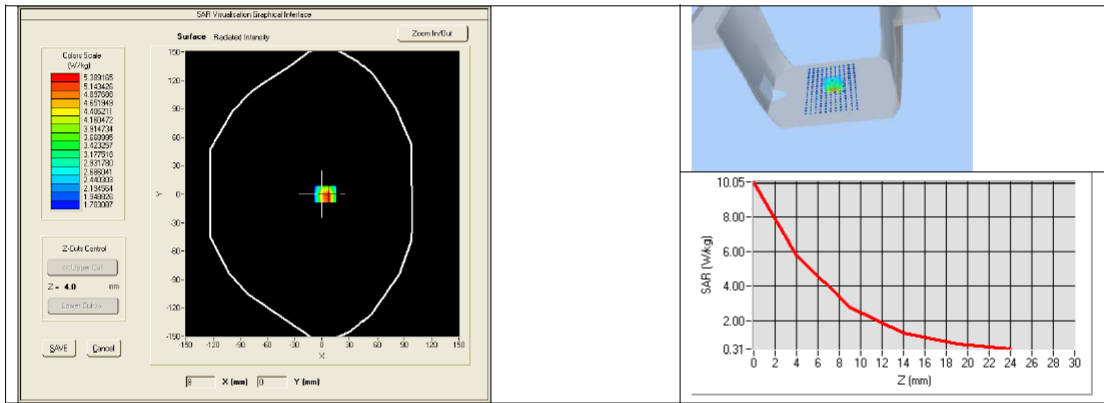 SAR Visualisation Graphical Interface
Surface Radiated Intensity
Zoom In/Out
Colors Scale
(W/kg)
5.389165
5.143426
4.897688
4.651949
4.406211
4.160472
3.914734
3.668995
3.423257
3.177518
2.931780
2.686041
2.440303
2.194564
1.948826
1.703087
Z-Cuts Control
<< Upper Cut
Z = 4.0 mm
Lower Cut >>
SAVE Cancel
150-
120-
90-
60-
30-
0-
-30-
-60-
-90-
-120-
-150-
Y
-150 -120 -90 -60 -30 0 30 60 90 120 150
X
8 X (mm) 0 Y (mm)
10.05
8.00
6.00
4.00
2.00
0.31
SAR (W/kg)
0 2 4 6 8 10 12 14 16 18 20 22 24 26 28 30
Z (mm)